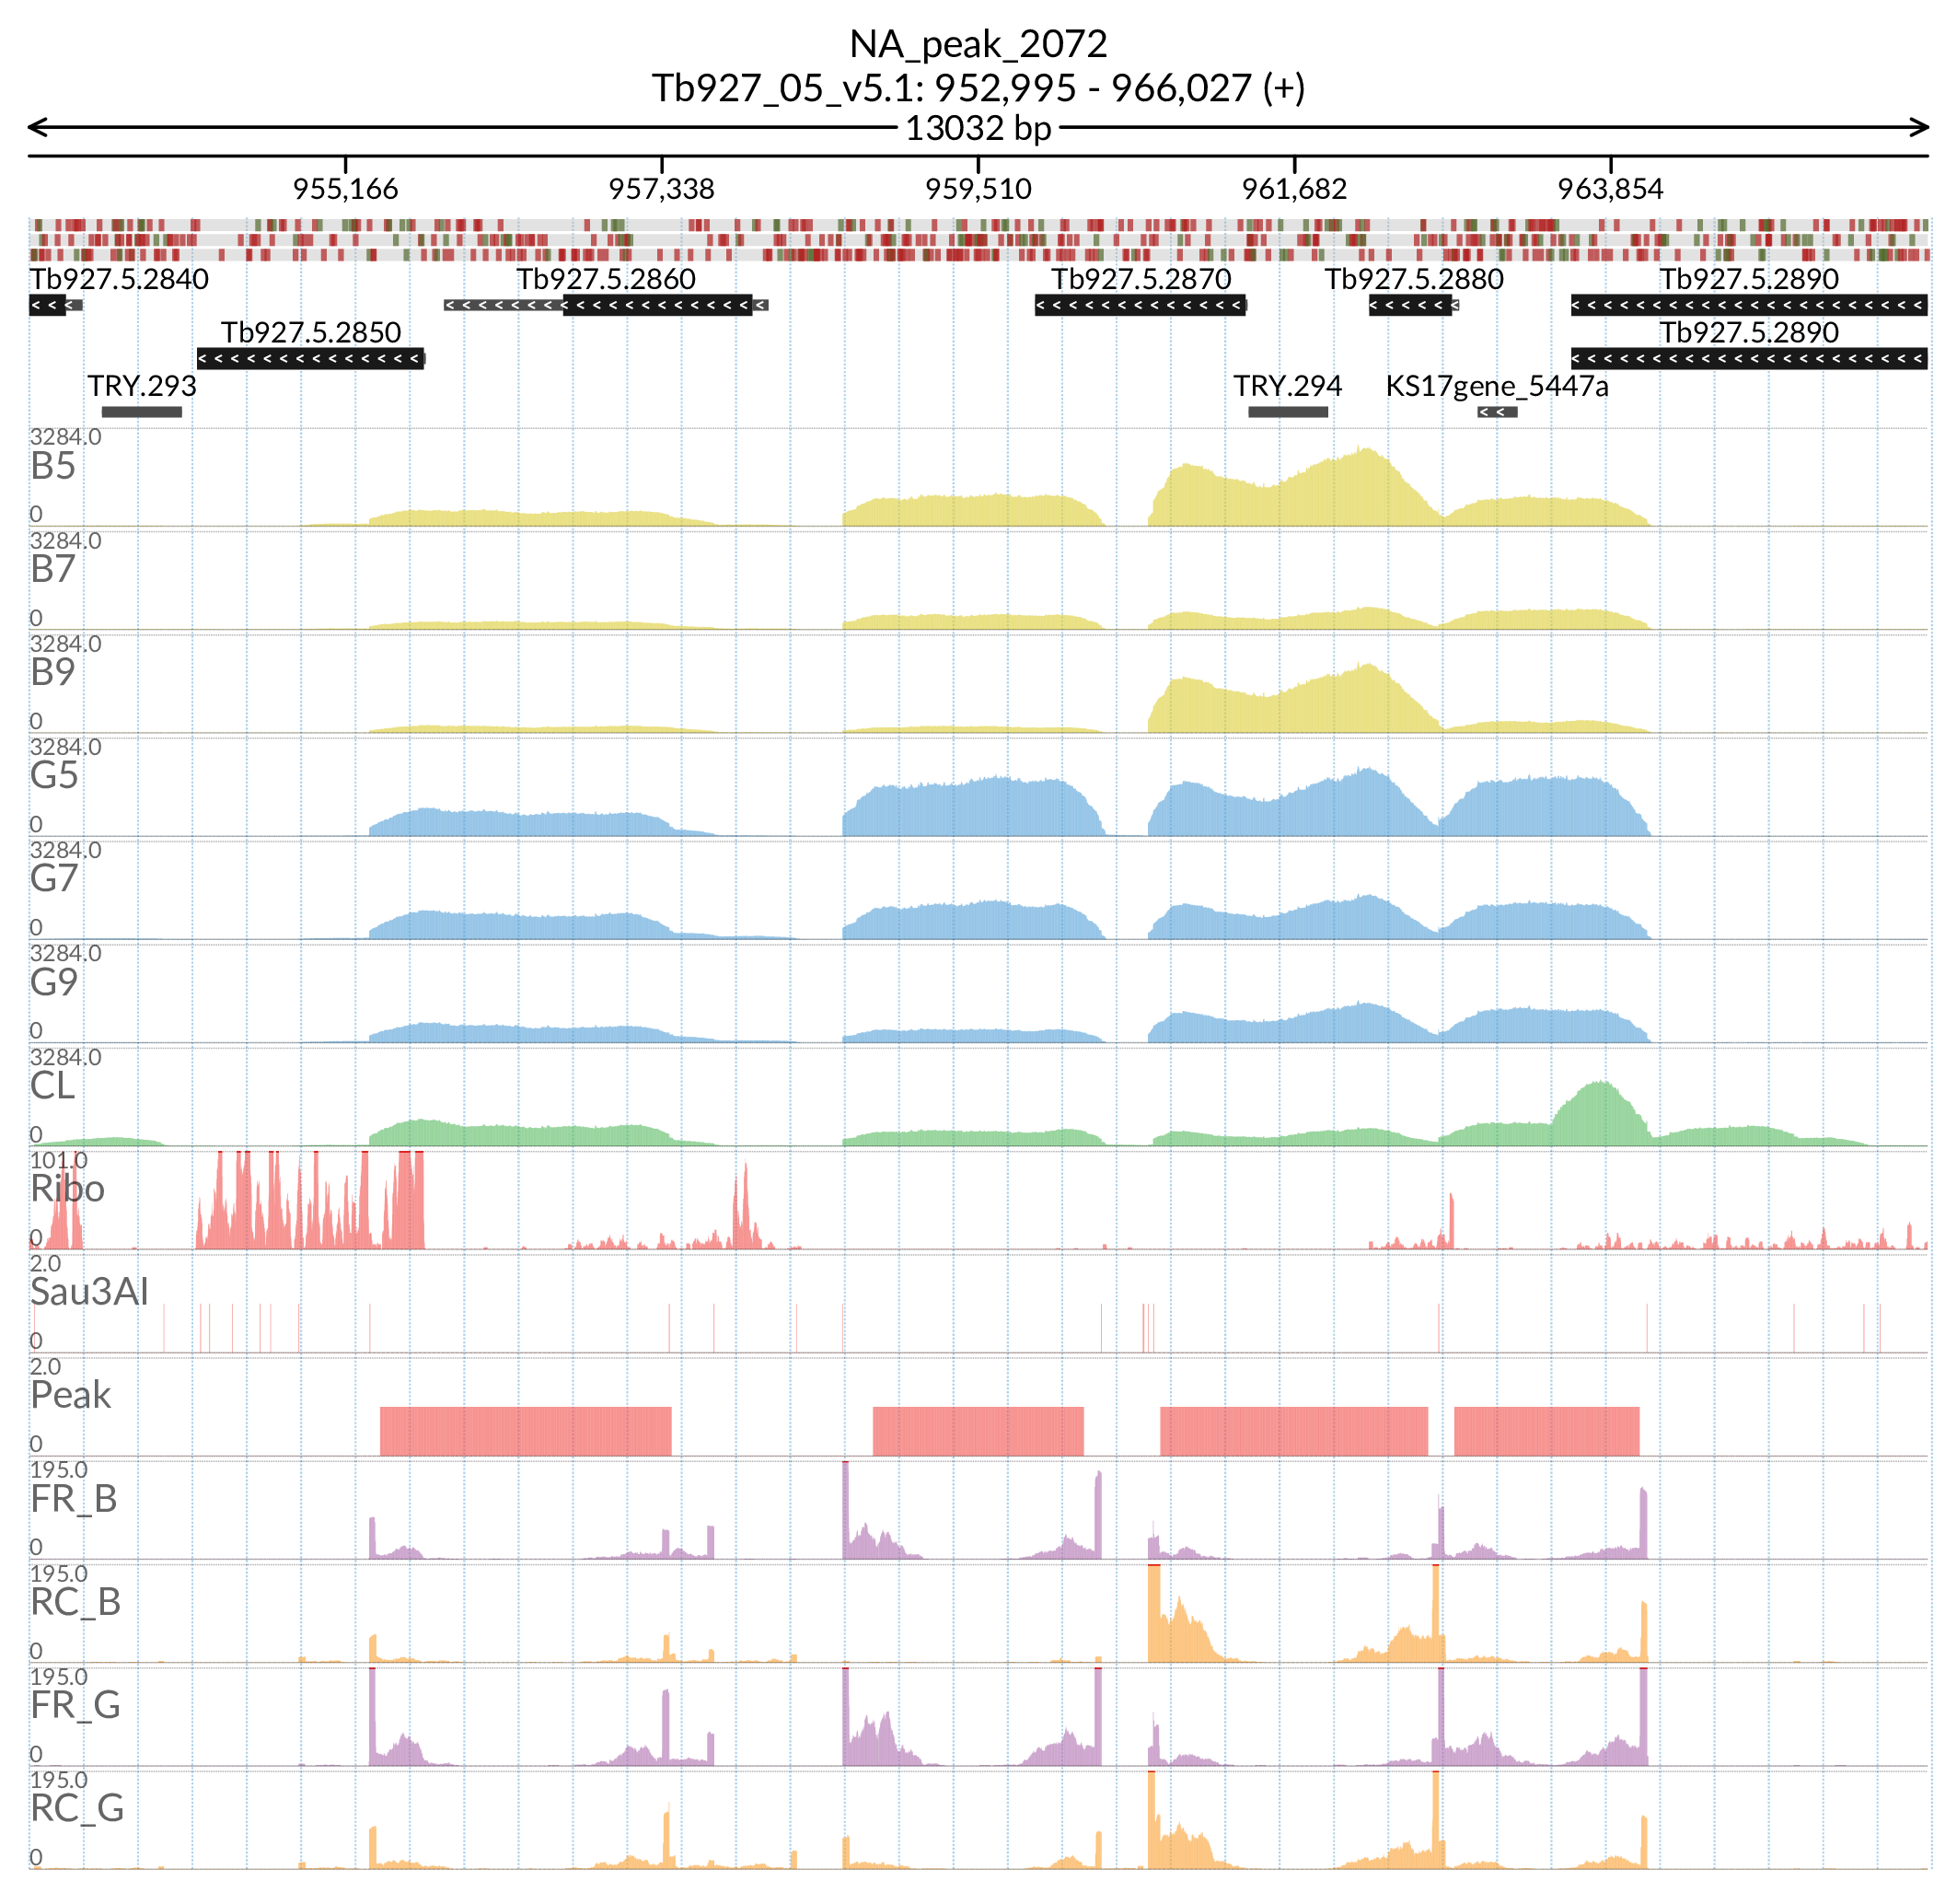 NA_peak_2072
Tb927_05_v5.1: 952,995 - 966,027 (+)
13032 bp
955,166 957,338 959,510 961,682 963,854
Tb927.5.2840 Tb927.5.2860 Tb927.5.2870 Tb927.5.2880 Tb927.5.2890
Tb927.5.2850 Tb927.5.2890
TRY.293 TRY.294 KS17gene_5447a
3284.0
B5
0
3284.0
B7
0
3284.0
B9
0
3284.0
G5
0
3284.0
G7
0
3284.0
G9
0
3284.0
CL
0
101.0
Ribo
0
2.0
Sau3AI
0
2.0
Peak
0
195.0
FR_B
0
195.0
RC_B
0
195.0
FR_G
0
195.0
RC_G
0